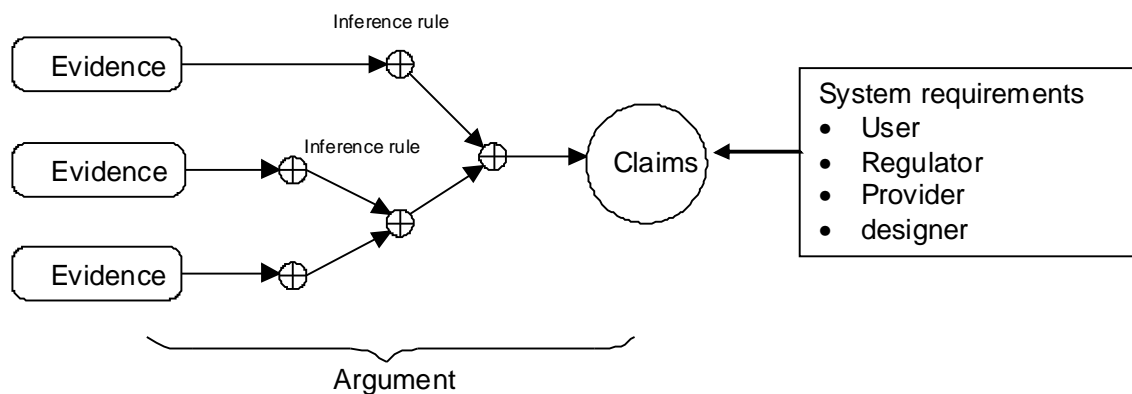 Inference rule
Evidence
Inference rule
Evidence
Evidence
Claims
System requirements
• User
• Regulator
• Provider
• designer
Argument